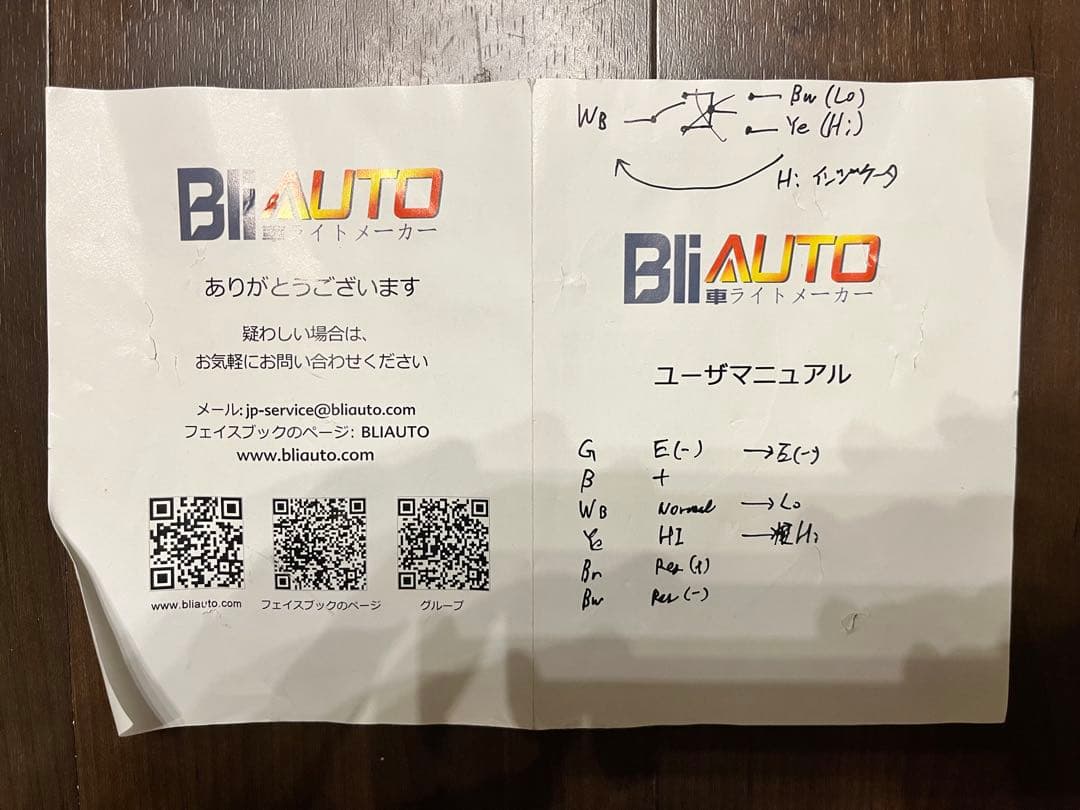 BliAUTO
車ライトメーカー
ありがとうございます
疑わしい場合は、
お気軽にお問い合わせください
メール: jp-service@bliauto.com
フェイスブックのページ: BLIAUTO
www.bliauto.com
www.bliauto.com
フェイスブックのページ
グループ
WB
Bw (Lo)
Ye (Hi)
Hi インジケータ
BliAUTO
車ライトメーカー
ユーザマニュアル
G E(-) →E(-)
B +
WB Normal →Lo
Ye HI →Hi
Br Res (+)
Bw Res (-)